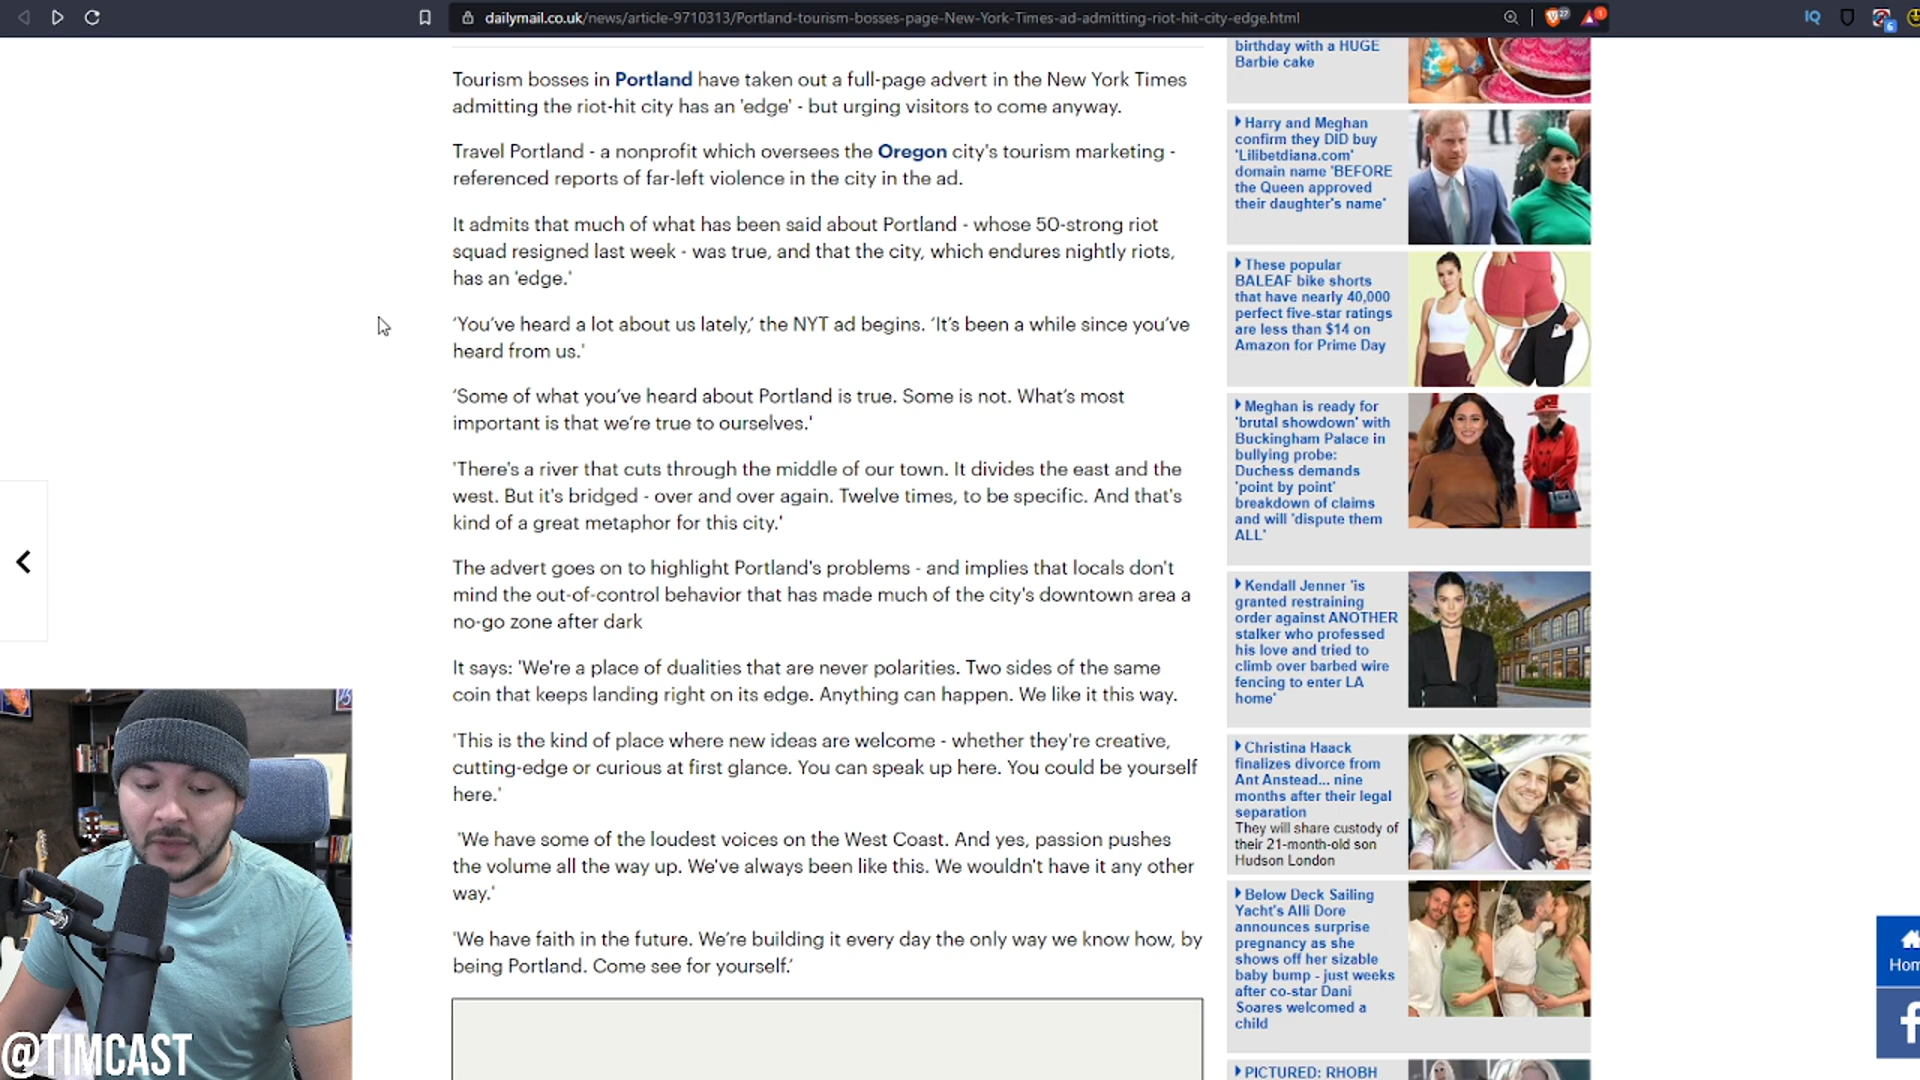 dailymail.co.uk/news/article-9710313/Portland-tourism-bosses-page-New-York-Times-ad-admitting-riot-hit-city-edge.html
27
1
IQ
6
Tourism bosses in Portland have taken out a full-page advert in the New York Times
admitting the riot-hit city has an 'edge' - but urging visitors to come anyway.
Travel Portland - a nonprofit which oversees the Oregon city's tourism marketing -
referenced reports of far-left violence in the city in the ad.
It admits that much of what has been said about Portland - whose 50-strong riot
squad resigned last week - was true, and that the city, which endures nightly riots,
has an 'edge.'
‘You’ve heard a lot about us lately,’ the NYT ad begins. ‘It’s been a while since you’ve
heard from us.'
‘Some of what you’ve heard about Portland is true. Some is not. What’s most
important is that we’re true to ourselves.'
'There's a river that cuts through the middle of our town. It divides the east and the
west. But it's bridged - over and over again. Twelve times, to be specific. And that's
kind of a great metaphor for this city.'
The advert goes on to highlight Portland's problems - and implies that locals don't
mind the out-of-control behavior that has made much of the city's downtown area a
no-go zone after dark
It says: 'We're a place of dualities that are never polarities. Two sides of the same
coin that keeps landing right on its edge. Anything can happen. We like it this way.
'This is the kind of place where new ideas are welcome - whether they're creative,
cutting-edge or curious at first glance. You can speak up here. You could be yourself
here.'
'We have some of the loudest voices on the West Coast. And yes, passion pushes
the volume all the way up. We've always been like this. We wouldn't have it any other
way.'
'We have faith in the future. We’re building it every day the only way we know how, by
being Portland. Come see for yourself.’
birthday with a HUGE
Barbie cake
Harry and Meghan
confirm they DID buy
'Lilibetdiana.com'
domain name 'BEFORE
the Queen approved
their daughter's name'
These popular
BALEAF bike shorts
that have nearly 40,000
perfect five-star ratings
are less than $14 on
Amazon for Prime Day
Meghan is ready for
'brutal showdown' with
Buckingham Palace in
bullying probe:
Duchess demands
'point by point'
breakdown of claims
and will 'dispute them
ALL'
Kendall Jenner 'is
granted restraining
order against ANOTHER
stalker who professed
his love and tried to
climb over barbed wire
fencing to enter LA
home'
Christina Haack
finalizes divorce from
Ant Anstead... nine
months after their legal
separation
They will share custody of
their 21-month-old son
Hudson London
Below Deck Sailing
Yacht's Alli Dore
announces surprise
pregnancy as she
shows off her sizable
baby bump - just weeks
after co-star Dani
Soares welcomed a
child
PICTURED: RHOBH
Hom
@TIMCAST